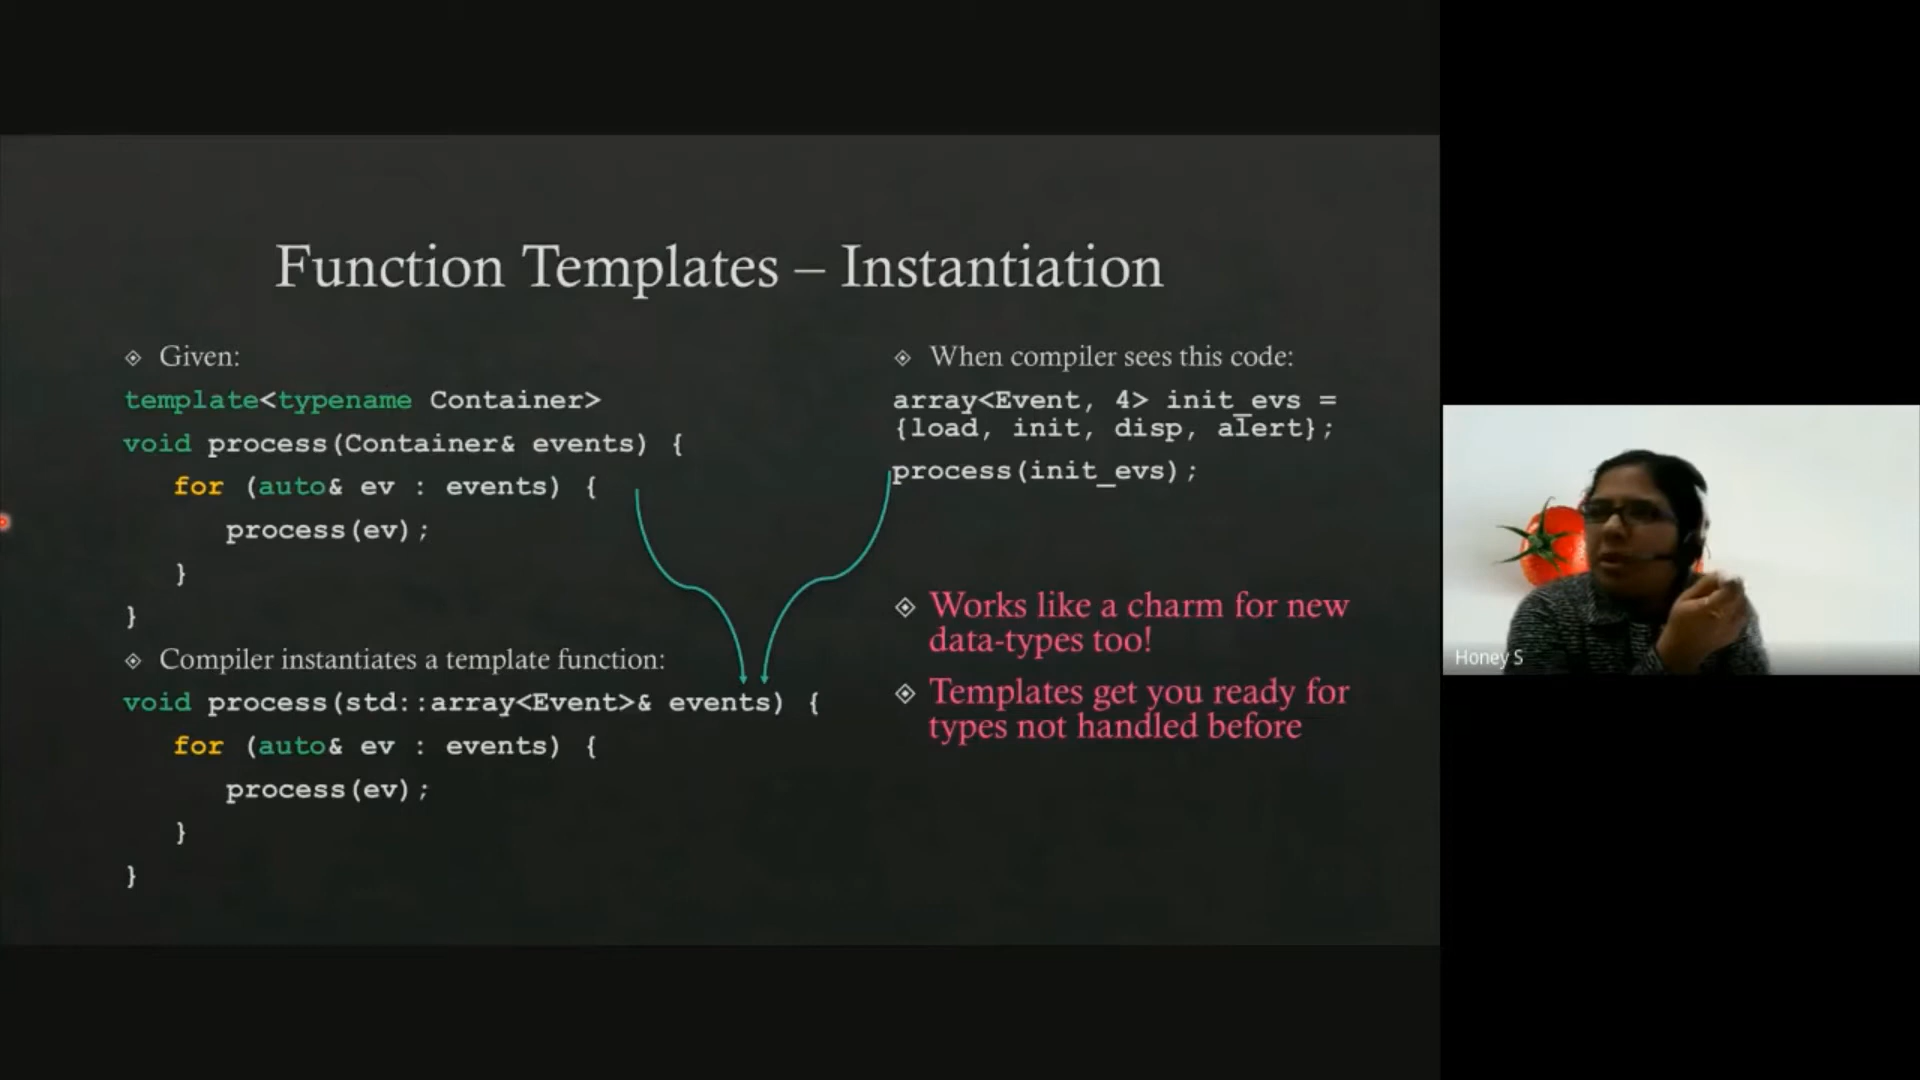 Function Templates – Instantiation
Given:
template<typename Container>
void process(Container& events) {
for (auto& ev : events) {
process(ev);
}
}
Compiler instantiates a template function:
void process(std::array<Event>& events) {
for (auto& ev : events) {
process(ev);
}
}
When compiler sees this code:
array<Event, 4> init_evs =
{load, init, disp, alert};
process(init_evs);
Works like a charm for new
data-types too!
Templates get you ready for
types not handled before
Honey S